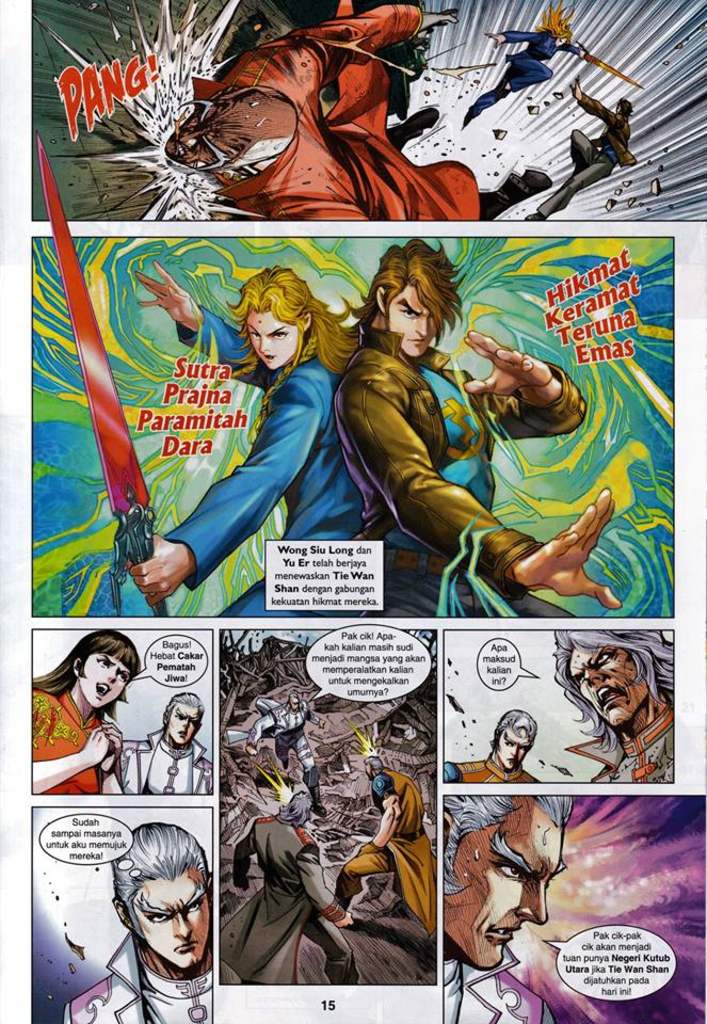 PANG!
Hikmat
Keramat
Teruna
Emas
Sutra
Prajna
Paramitah
Dara
Wong Siu Long dan
Yu Er telah berjaya
menewaskan Tie Wan
Shan dengan gabungan
kekuatan hikmat mereka.
Bagus!
Hebat Cakar
Pematah
Jiwa!
Pak cik! Apa-
kah kalian masih sudi
menjadi mangsa yang akan
memperalatkan kalian
untuk mengekalkan
umurnya?
Apa
maksud
kalian
ini?
Sudah
sampai masanya
untuk aku memujuk
mereka!
Pak cik-pak
cik akan menjadi
tuan punya Negeri Kutub
Utara jika Tie Wan Shan
dijatuhkan pada
hari ini!
15